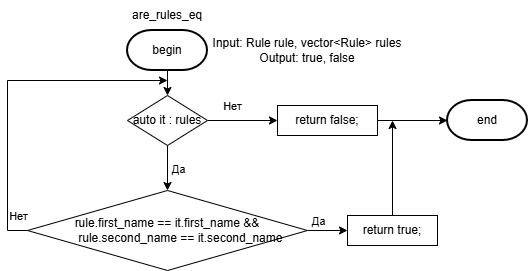 are_rules_eq
begin
Input: Rule rule, vector<Rule> rules
Output: true, false
auto it : rules
Нет
return false;
end
Да
Нет
rule.first_name == it.first_name &&
rule.second_name == it.second_name
Да
return true;